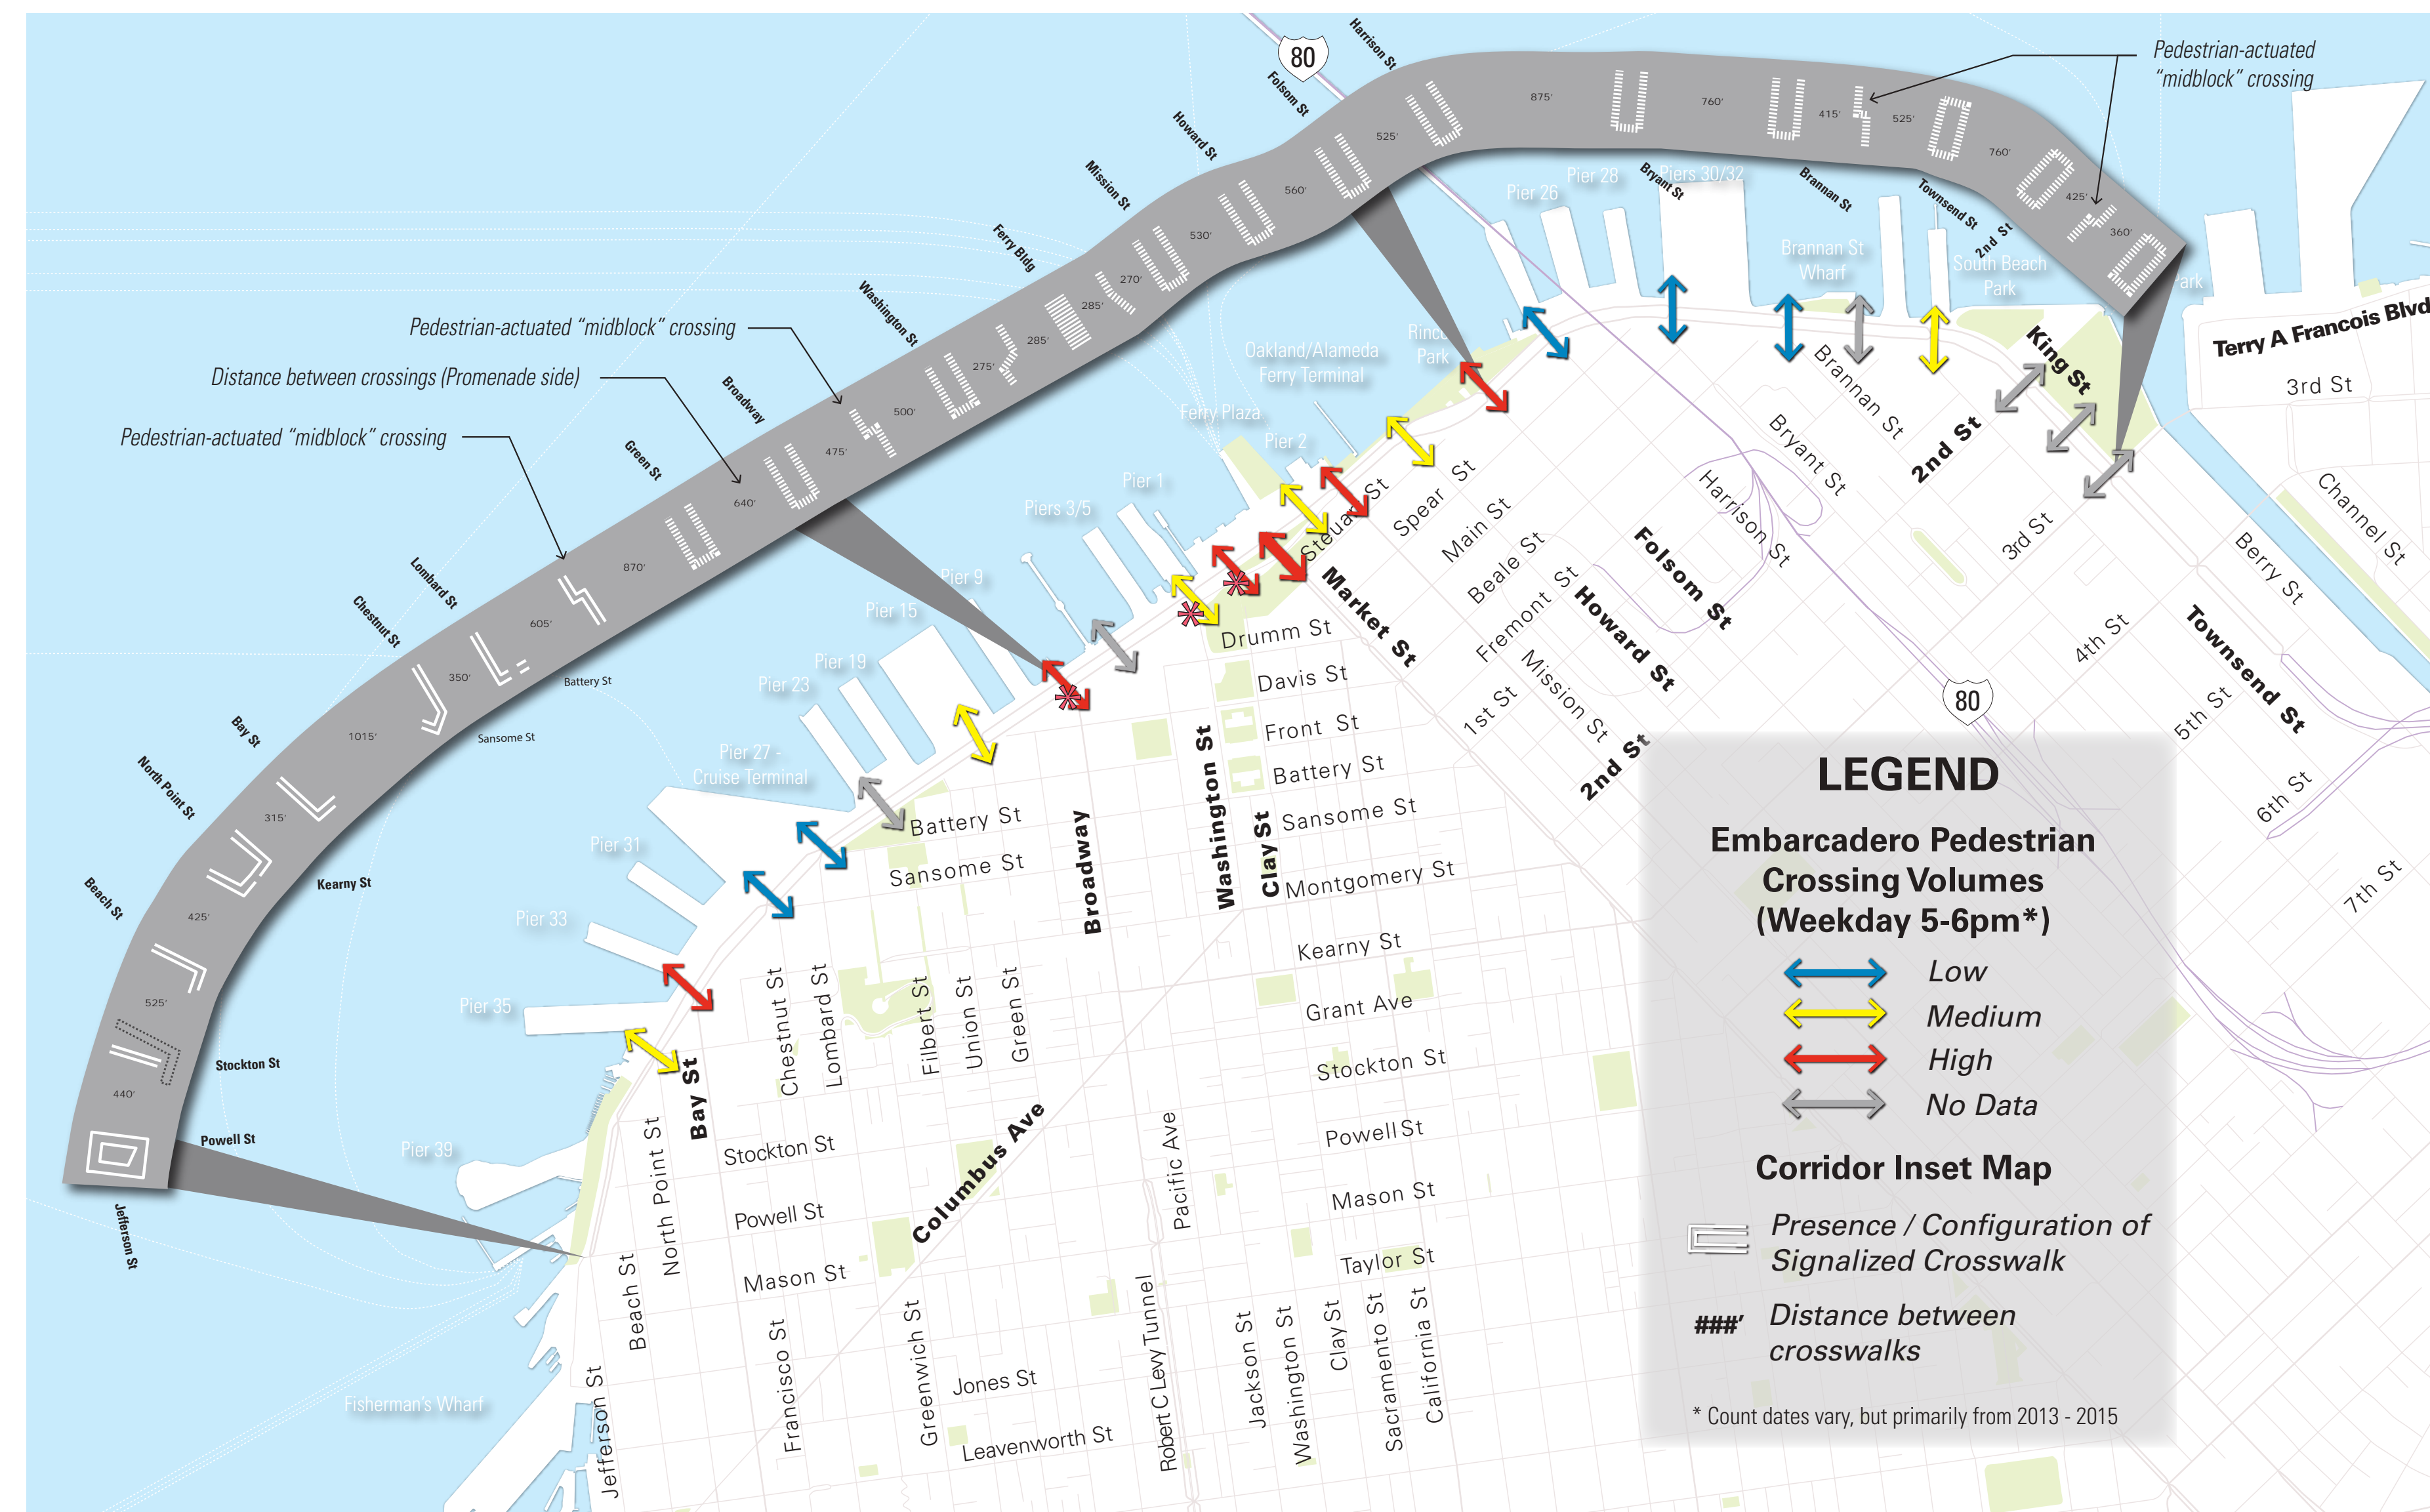 80
Harrison St
Folsom St
Howard St
Mission St
Ferry Bldg
Washington St
Broadway
Green St
Lombard St
Chestnut St
Bay St
North Point St
Beach St
Jefferson St
Powell St
Stockton St
Kearny St
Sansome St
Battery St
Bryant St
Brannan St
Townsend St
2nd St
Pedestrian-actuated
“midblock” crossing
Pedestrian-actuated “midblock” crossing
Distance between crossings (Promenade side)
Pedestrian-actuated “midblock” crossing
440'
525'
425'
315'
1015'
350'
605'
870'
640'
475'
500'
275'
285'
285'
270'
530'
560'
525'
875'
760'
415'
525'
760'
425'
360'
Pier 26
Pier 28
Piers 30/32
Brannan St
Wharf
South Beach
Park
Park
Rincon
Park
Oakland/Alameda
Ferry Terminal
Ferry Plaza
Pier 2
Pier 1
Piers 3/5
Pier 9
Pier 15
Pier 19
Pier 23
Pier 27 -
Cruise Terminal
Pier 31
Pier 33
Pier 35
Pier 39
Fisherman's Wharf
Terry A Francois Blvd
3rd St
King St
Brannan St
Bryant St
2nd St
Harrison St
Folsom St
Howard St
Channel St
Berry St
3rd St
4th St
Townsend St
5th St
6th St
7th St
80
Steuart St
Spear St
Main St
Beale St
Fremont St
Mission St
1st St
2nd St
Market St
Drumm St
Davis St
Front St
Battery St
Sansome St
Montgomery St
Kearny St
Grant Ave
Stockton St
Powell St
Mason St
Taylor St
Washington St
Clay St
Broadway
Battery St
Sansome St
Chestnut St
Lombard St
Filbert St
Union St
Green St
Bay St
North Point St
Beach St
Jefferson St
Stockton St
Powell St
Mason St
Columbus Ave
Pacific Ave
Robert C Levy Tunnel
Francisco St
Greenwich St
Jones St
Leavenworth St
Jackson St
Washington St
Clay St
Sacramento St
California St
LEGEND
Embarcadero Pedestrian
Crossing Volumes
(Weekday 5-6pm*)
Low
Medium
High
No Data
Corridor Inset Map
Presence / Configuration of
Signalized Crosswalk
###' Distance between
crosswalks
* Count dates vary, but primarily from 2013 - 2015